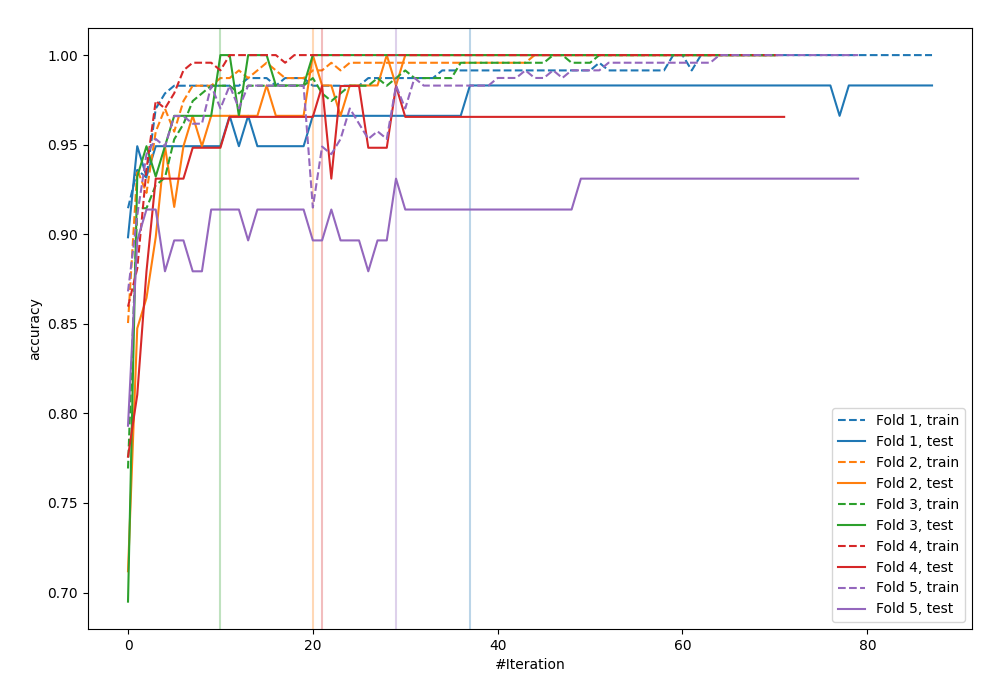 1.00
0.95
0.90
0.85
0.80
0.75
0.70
accuracy
0
20
40
60
80
#Iteration
Fold 1, train
Fold 1, test
Fold 2, train
Fold 2, test
Fold 3, train
Fold 3, test
Fold 4, train
Fold 4, test
Fold 5, train
Fold 5, test